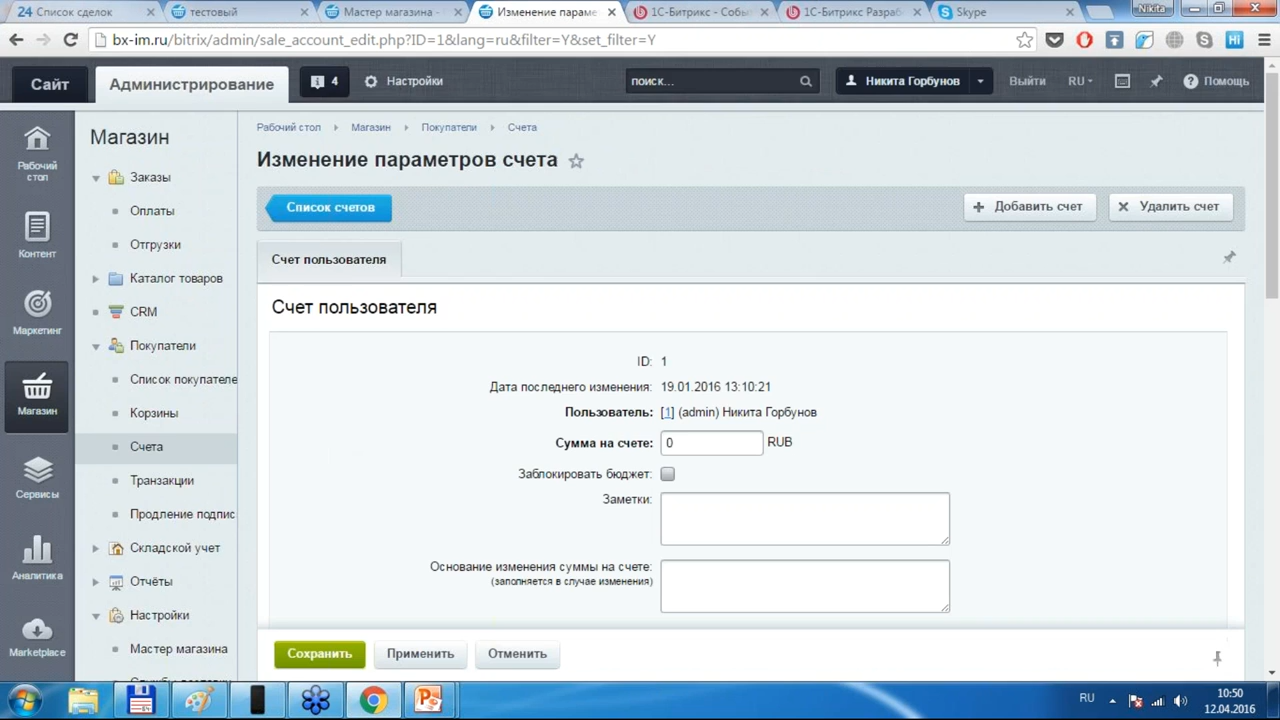 24 Список сделок
тестовый
Мастер магазина -
Изменение параме
1С-Битрикс - Собы
1С-Битрикс Разраб
Skype
Nikita
bx-im.ru/bitrix/admin/sale_account_edit.php?ID=1&lang=ru&filter=Y&set_filter=Y
Сайт
Администрирование
4
Настройки
поиск...
Никита Горбунов
Выйти
RU
Помощь
Рабочий стол
Контент
Маркетинг
Магазин
Сервисы
Аналитика
Marketplace
Магазин
Заказы
Оплаты
Отгрузки
Каталог товаров
CRM
Покупатели
Список покупателе
Корзины
Счета
Транзакции
Продление подпис
Складской учет
Отчёты
Настройки
Мастер магазина
Рабочий стол Магазин Покупатели Счета
Изменение параметров счета
Список счетов
Добавить счет
Удалить счет
Счет пользователя
Счет пользователя
ID: 1
Дата последнего изменения: 19.01.2016 13:10:21
Пользователь: [1] (admin) Никита Горбунов
Сумма на счете: 0 RUB
Заблокировать бюджет:
Заметки:
Основание изменения суммы на счете:
(заполняется в случае изменения)
Сохранить
Применить
Отменить
RU
10:50
12.04.2016